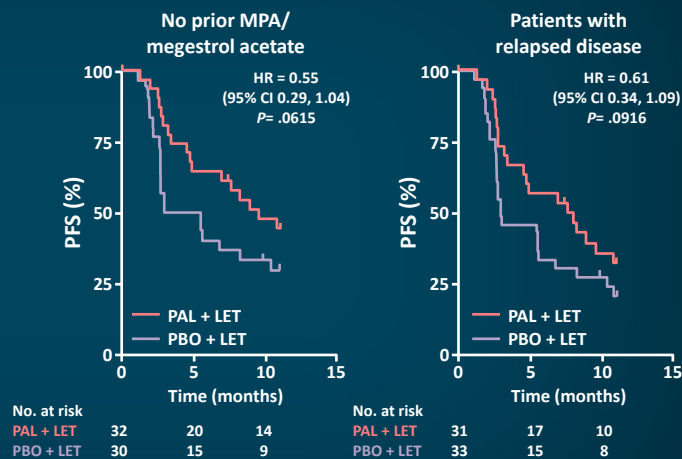 No prior MPA/
megestrol acetate
HR = 0.55
(95% CI 0.29, 1.04)
P= .0615
PFS (%)
100
75
50
25
0
PAL + LET
PBO + LET
0 5 10 15
Time (months)
No. at risk
PAL + LET 32 20 14
PBO + LET 30 15 9
Patients with
relapsed disease
HR = 0.61
(95% CI 0.34, 1.09)
P= .0916
PFS (%)
100
75
50
25
0
PAL + LET
PBO + LET
0 5 10 15
Time (months)
No. at risk
PAL + LET 31 17 10
PBO + LET 33 15 8